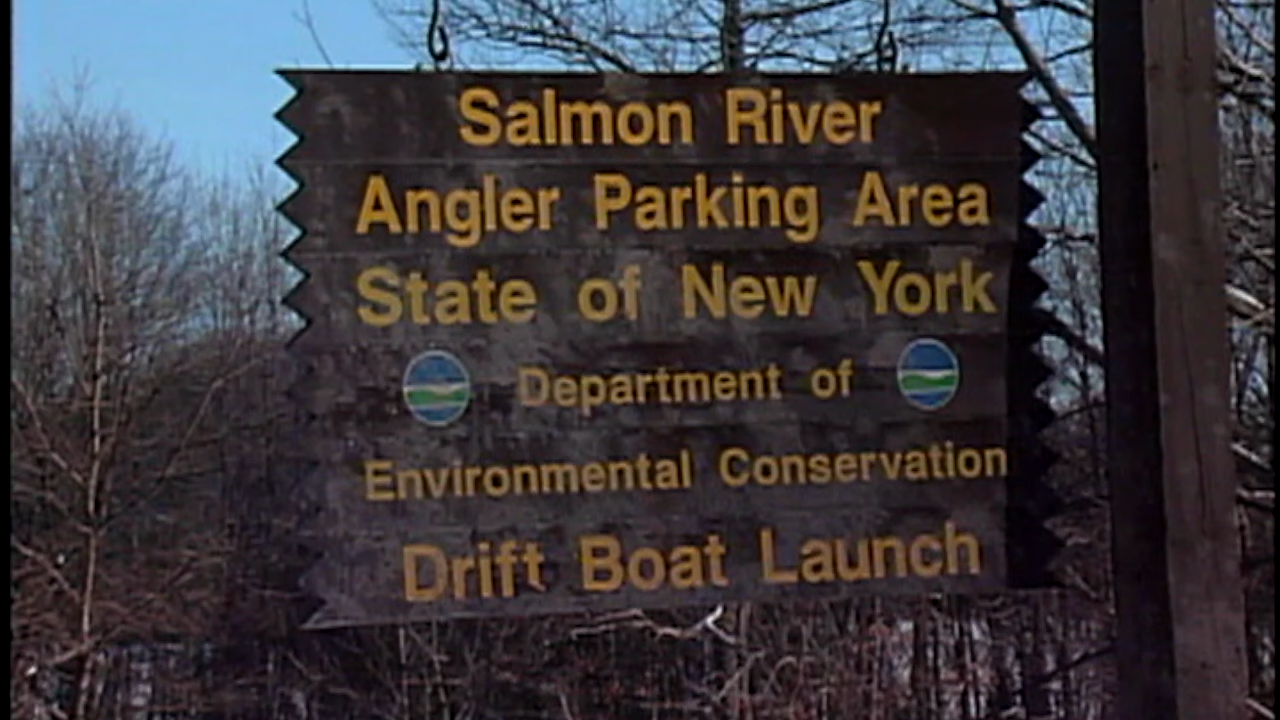 Salmon River
Angler Parking Area
State of New York
Department of
Environmental Conservation
Drift Boat Launch